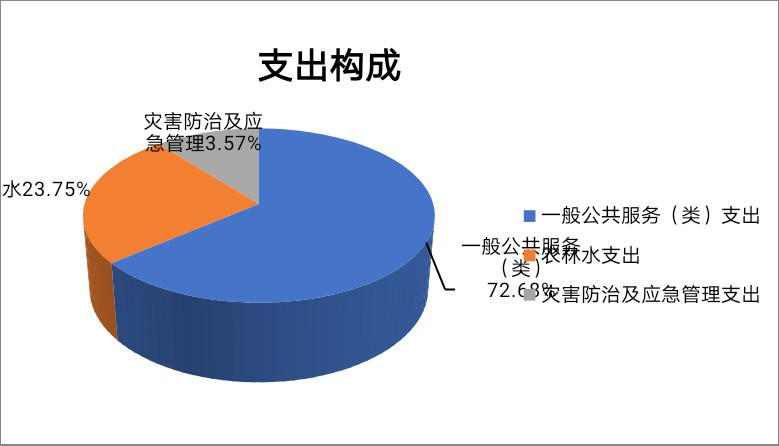 支出构成
灾害防治及应
急管理3.57%
水23.75%
一般公共服务
（类）
72.68%
一般公共服务（类）支出
农林水支出
灾害防治及应急管理支出